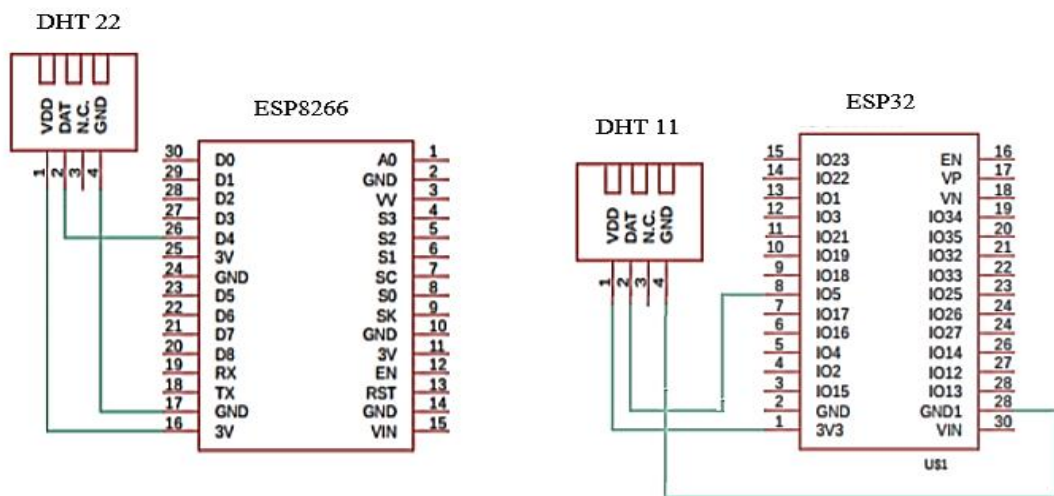 DHT 22
VDD
DAT
N.C.
GND
1
2
3
4
ESP8266
30 D0 A0 1
29 D1 GND 2
28 D2 VV 3
27 D3 S3 4
26 D4 S2 5
25 3V S1 6
24 GND SC 7
23 D5 S0 8
22 D6 SK 9
21 D7 GND 10
20 D8 3V 11
19 RX EN 12
18 TX RST 13
17 GND GND 14
16 3V VIN 15
DHT 11
VDD
DAT
N.C.
GND
1
2
3
4
ESP32
15 IO23 EN 16
14 IO22 VP 17
13 IO1 VN 18
12 IO3 IO34 19
11 IO21 IO35 20
10 IO19 IO32 21
9 IO18 IO33 22
8 IO5 IO25 23
7 IO17 IO26 24
6 IO16 IO27 24
5 IO4 IO14 26
4 IO2 IO12 27
3 IO15 IO13 28
2 GND GND1 28
1 3V3 VIN 30
U$1